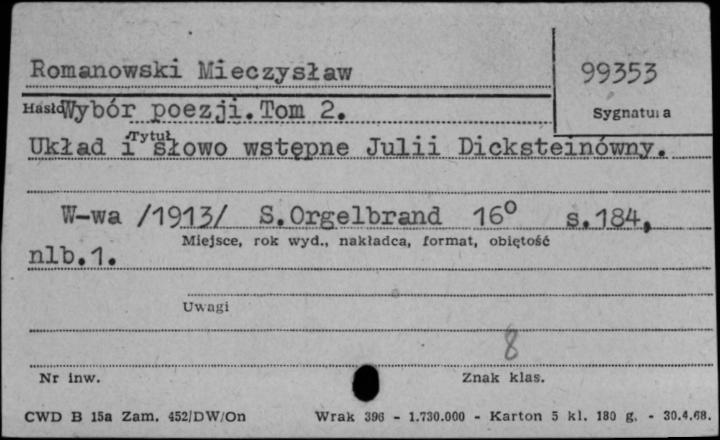 Romanowski Mieczysław
99353
Hasło Wybór poezji. Tom 2.
Sygnatura
Tytuł
Układ i słowo wstępne Julii Dicksteinówny.
W-wa /1913/ S.Orgelbrand 16° s.184,
Miejsce, rok wyd., nakładca, format, obiętość
nlb.1.
Uwagi
8
Nr inw.
Znak klas.
CWD B 15a Zam. 452/DW/On Wrak 396 - 1.730.000 - Karton 5 kl. 180 g. - 30.4.68.